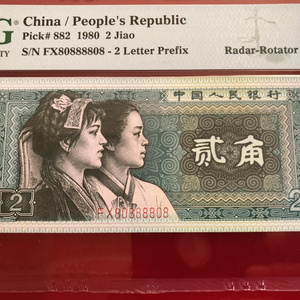 G China / People's Republic
TY Pick# 882 1980 2 Jiao
S/N FX80888808 - 2 Letter Prefix
Radar-Rotator
中国人民银行
贰角
2
2
FX80888808